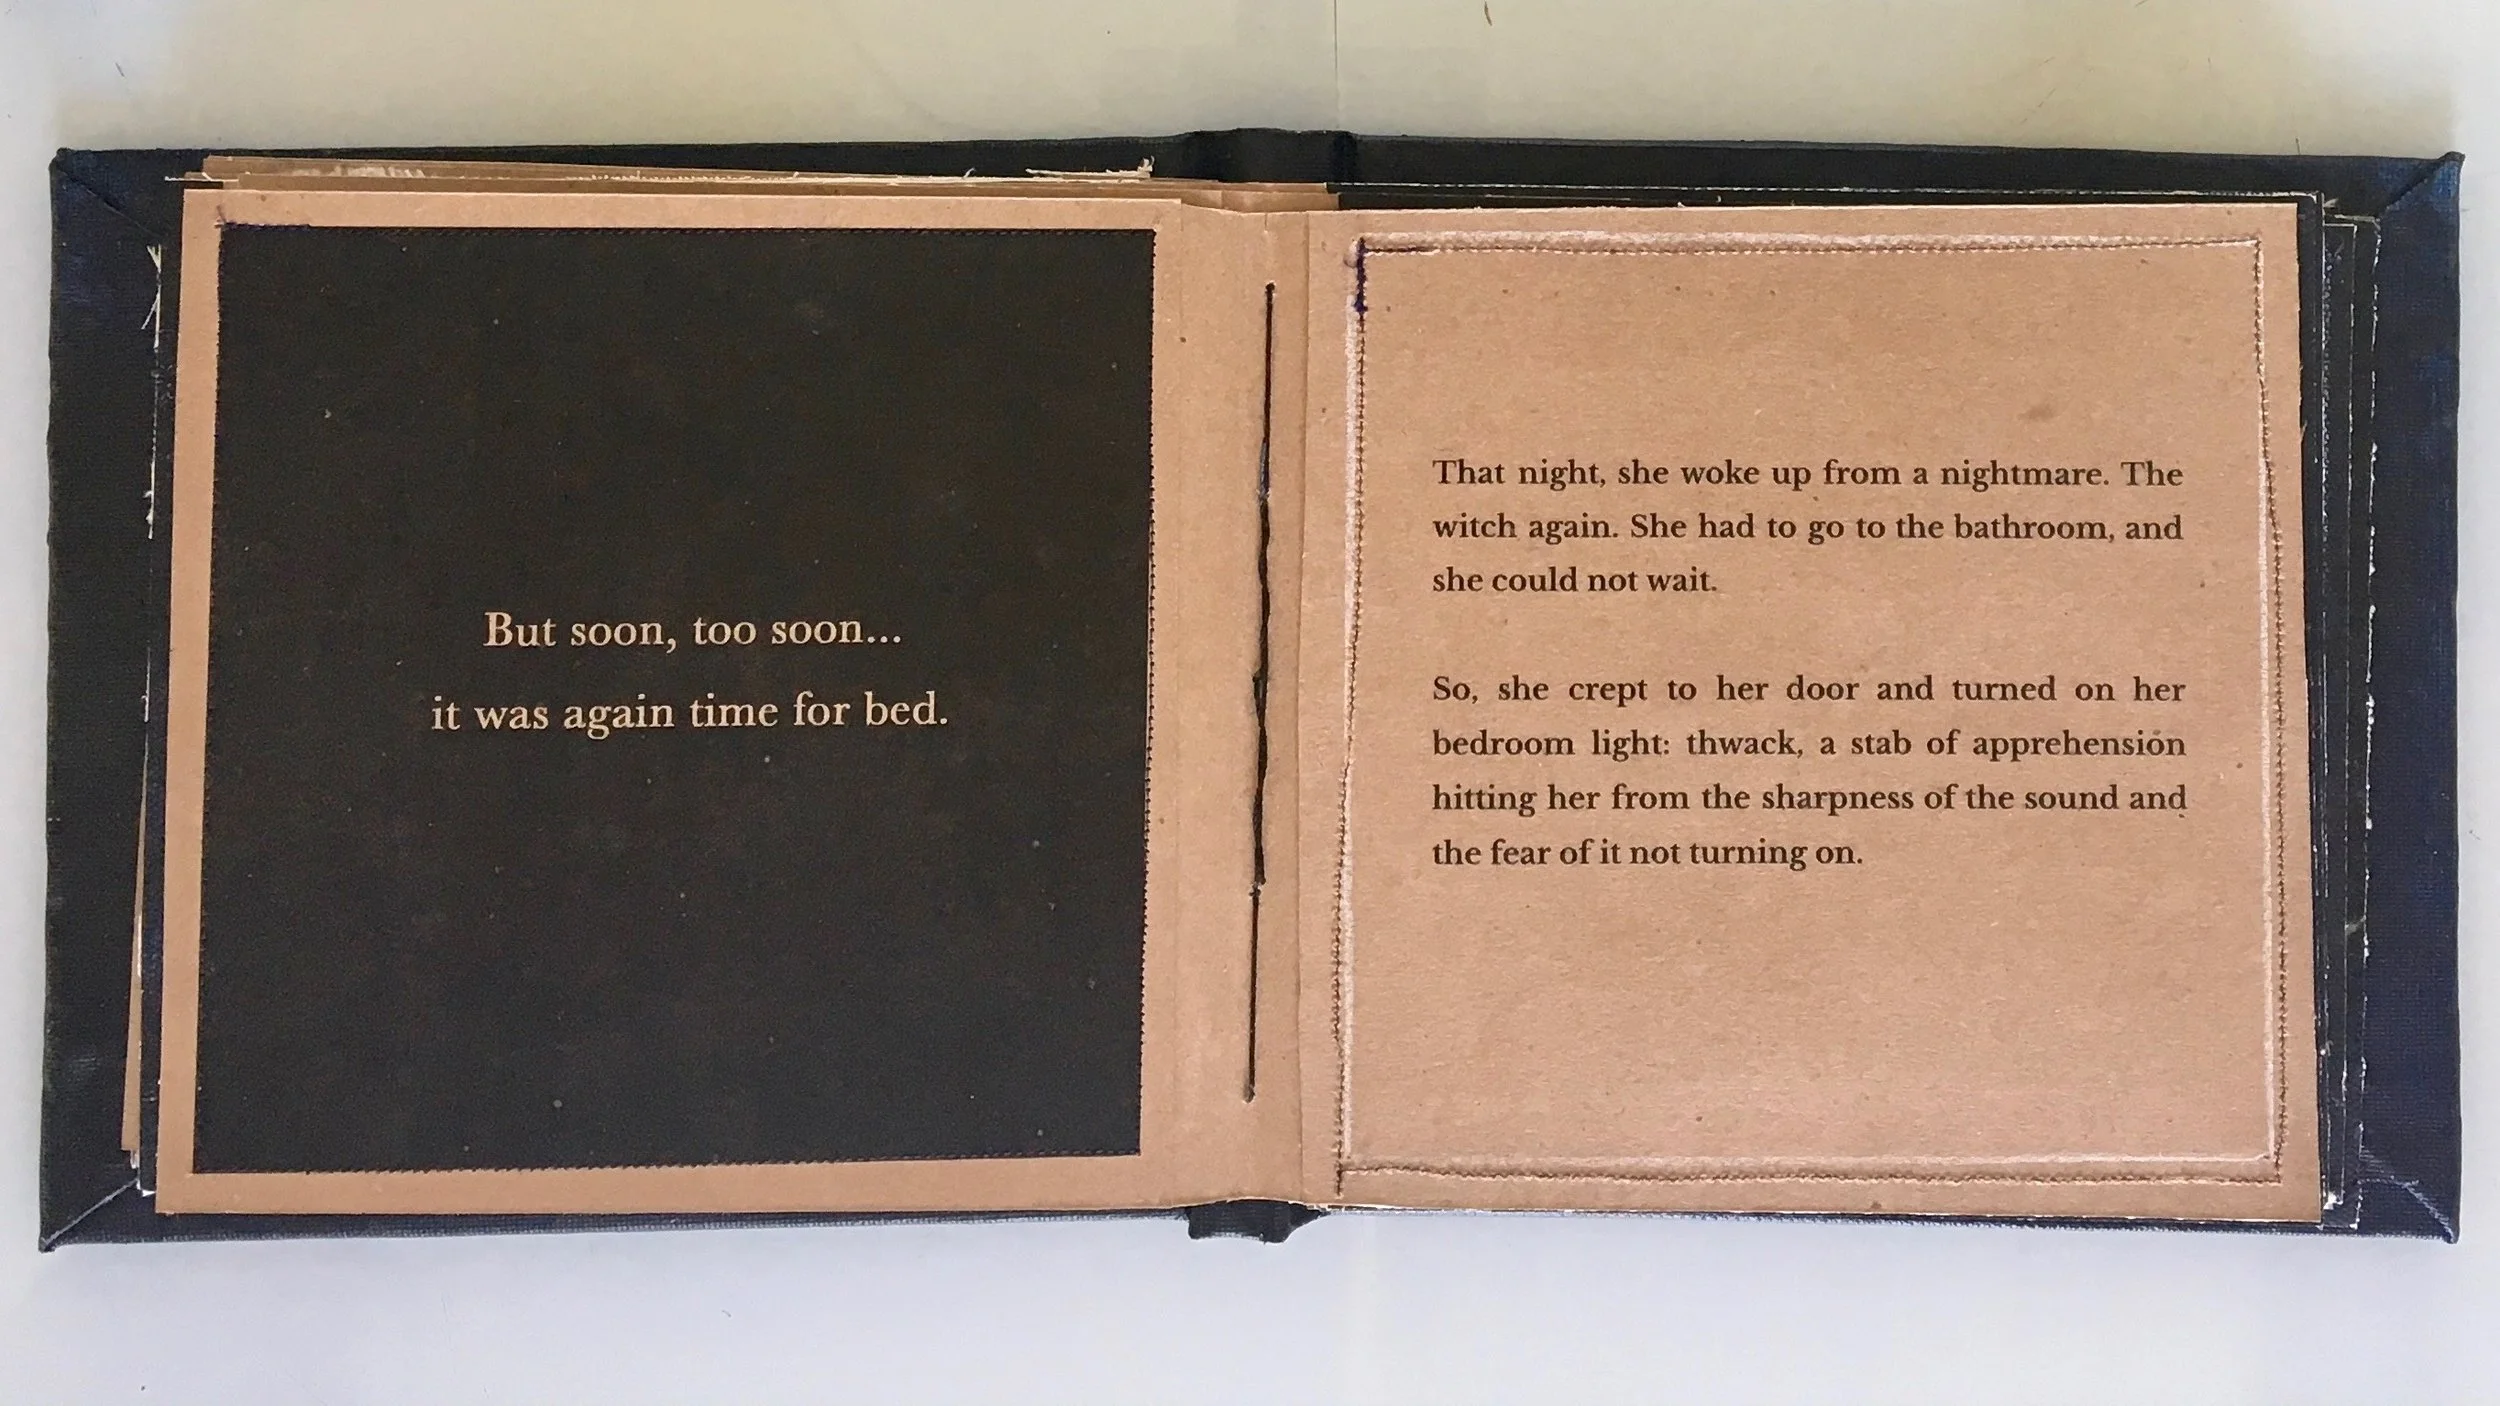 But soon, too soon...
it was again time for bed.
That night, she woke up from a nightmare. The
witch again. She had to go to the bathroom, and
she could not wait.
So, she crept to her door and turned on her
bedroom light: thwack, a stab of apprehension
hitting her from the sharpness of the sound and
the fear of it not turning on.